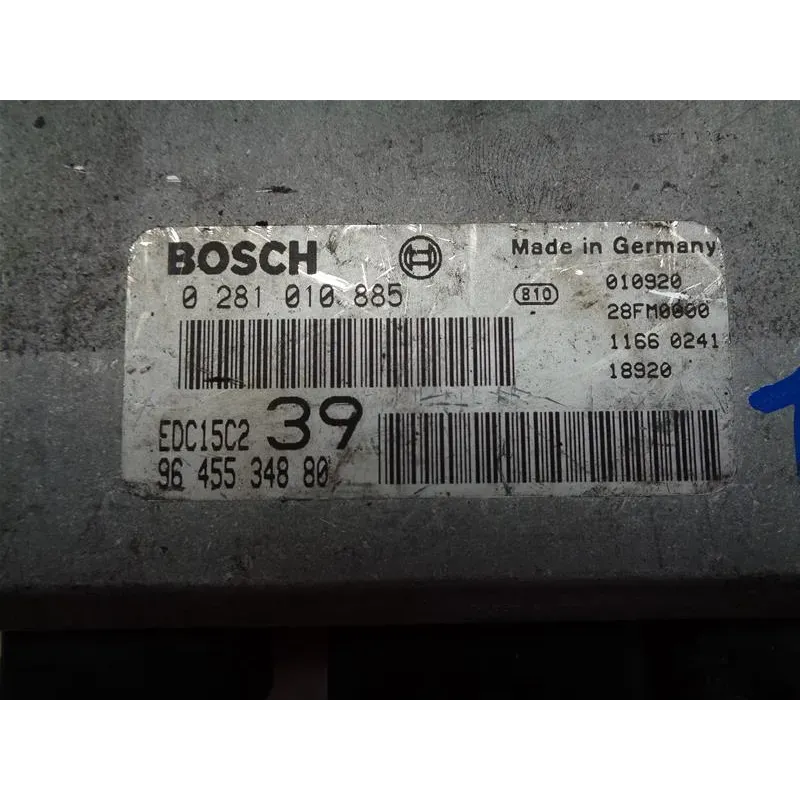 BOSCH
Made in Germany
0 281 010 885
B10
010920
28FM0000
1166 0241
18920
EDC15C2 39
96 455 348 80